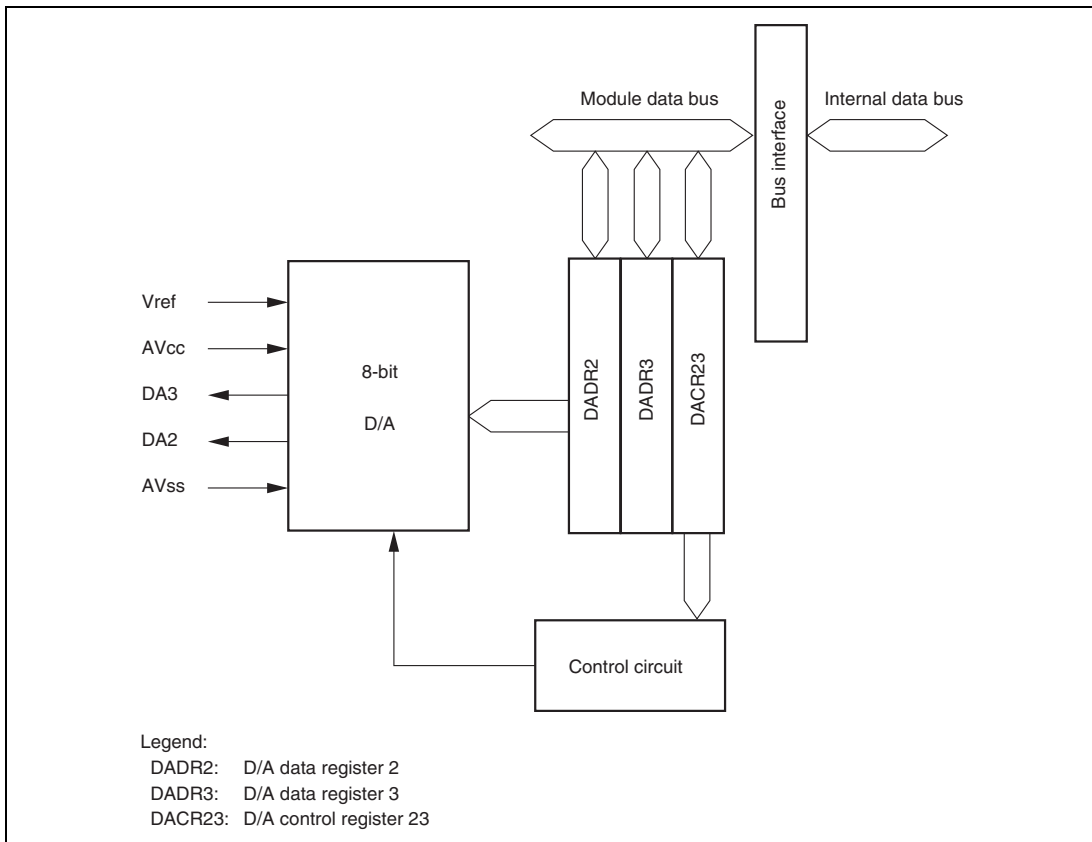 Module data bus
Internal data bus
Bus interface
Vref
AVcc
DA3
DA2
AVss
8-bit
D/A
DADR2
DADR3
DACR23
Control circuit
Legend:
DADR2: D/A data register 2
DADR3: D/A data register 3
DACR23: D/A control register 23